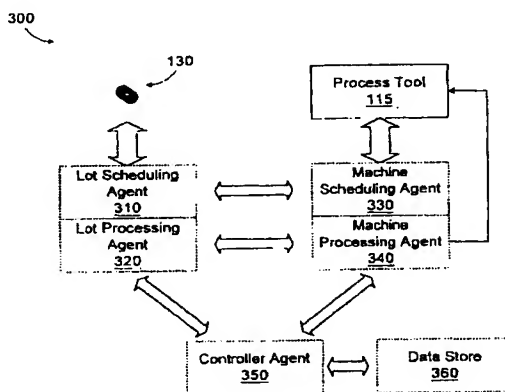 300
130
Process Tool
115
Lot Scheduling
Agent
310
Machine
Scheduling Agent
330
Lot Processing
Agent
320
Machine
Processing Agent
340
Controller Agent
350
Data Store
360